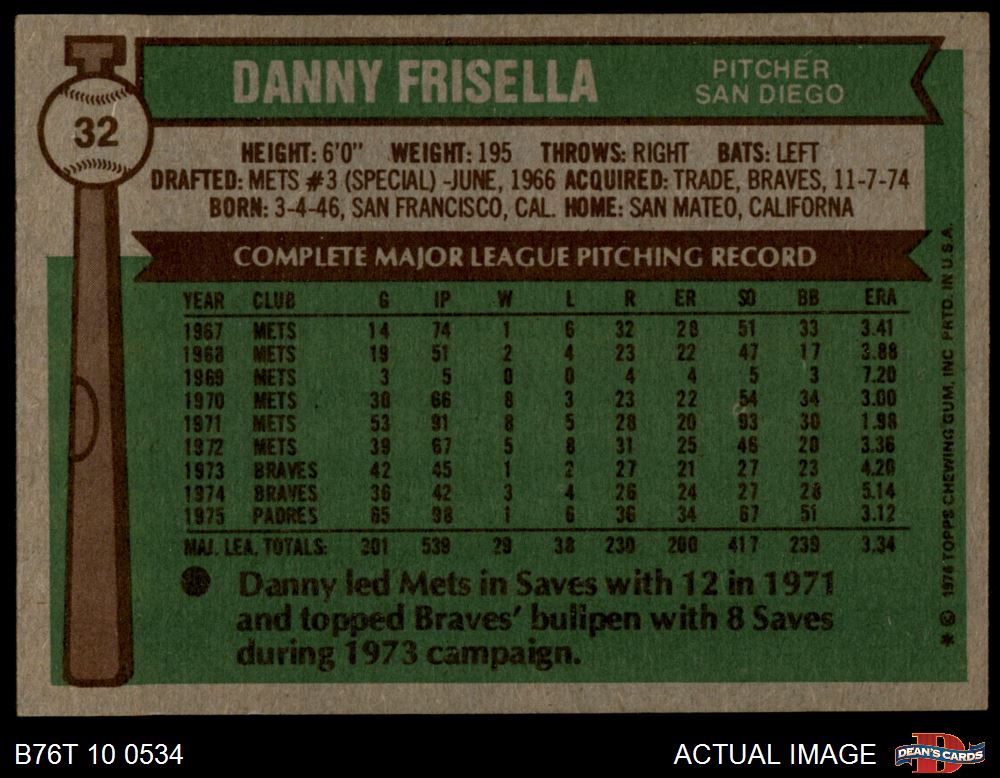 DANNY FRISELLA
PITCHER
SAN DIEGO
32
HEIGHT: 6'0" WEIGHT: 195 THROWS: RIGHT BATS: LEFT
DRAFTED: METS #3 (SPECIAL) -JUNE, 1966 ACQUIRED: TRADE, BRAVES, 11-7-74
BORN: 3-4-46, SAN FRANCISCO, CAL. HOME: SAN MATEO, CALIFORNIA
COMPLETE MAJOR LEAGUE PITCHING RECORD
YEAR CLUB G IP W L R ER SO BB ERA
1967 METS 14 74 1 6 32 28 51 33 3.41
1968 METS 19 51 2 4 23 22 47 17 3.88
1969 METS 3 5 0 0 4 4 5 3 7.20
1970 METS 30 66 8 3 23 22 54 34 3.00
1971 METS 53 91 8 5 28 20 93 30 1.98
1972 METS 39 67 5 8 31 25 46 20 3.36
1973 BRAVES 42 45 1 2 27 21 27 23 4.20
1974 BRAVES 36 42 3 4 26 24 27 28 5.14
1975 PADRES 65 98 1 6 36 34 67 51 3.12
MAJ. LEA. TOTALS: 301 539 29 38 230 200 417 239 3.34
Danny led Mets in Saves with 12 in 1971
and topped Braves' bullpen with 8 Saves
during 1973 campaign.
* © 1976 TOPPS CHEWING GUM, INC PRTD. IN U.S.A.
B76T 10 0534
ACTUAL IMAGE
DEAN'S CARDS